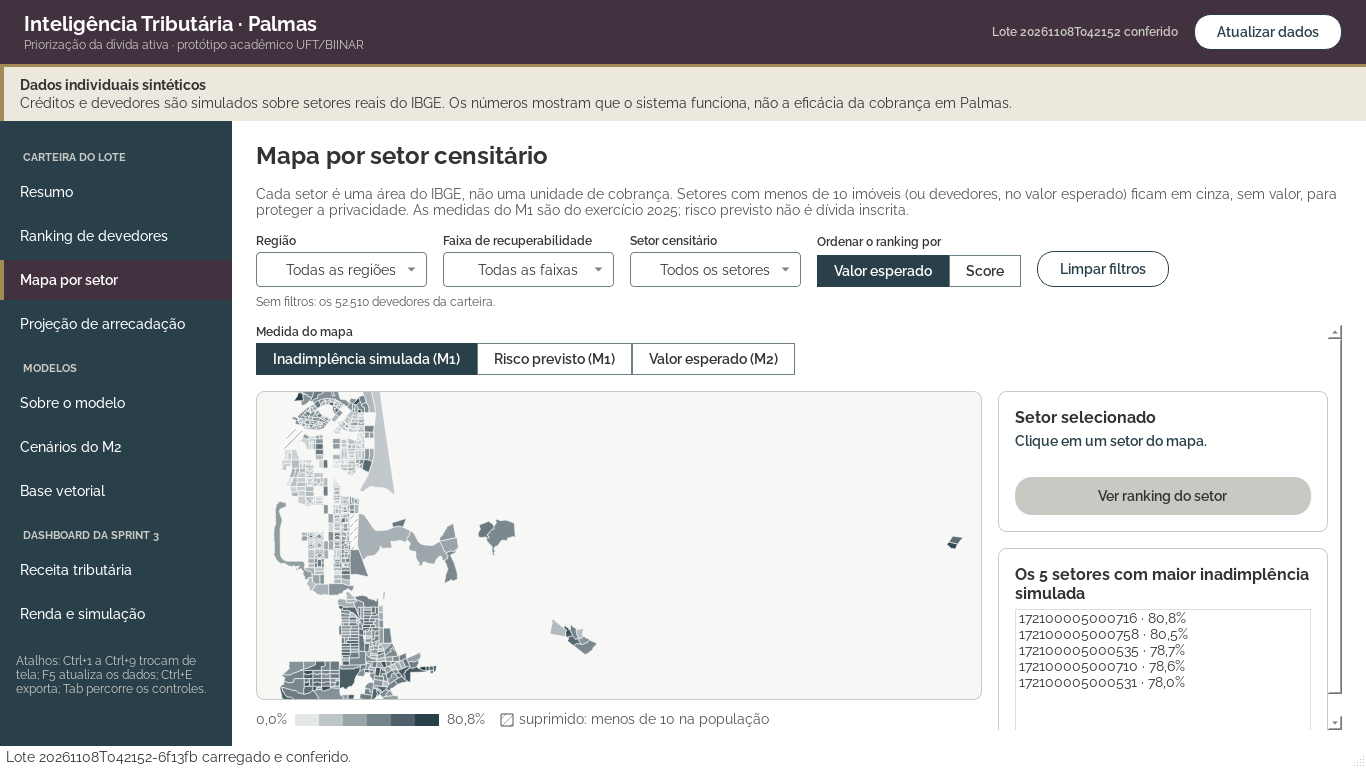 Inteligência Tributária · Palmas
Priorização da dívida ativa · protótipo acadêmico UFT/BIINAR
Lote 20261108T042152 conferido
Atualizar dados
Dados individuais sintéticos
Créditos e devedores são simulados sobre setores reais do IBGE. Os números mostram que o sistema funciona, não a eficácia da cobrança em Palmas.
CARTEIRA DO LOTE
Resumo
Ranking de devedores
Mapa por setor
Projeção de arrecadação
MODELOS
Sobre o modelo
Cenários do M2
Base vetorial
DASHBOARD DA SPRINT 3
Receita tributária
Renda e simulação
Atalhos: Ctrl+1 a Ctrl+9 trocam de
tela; F5 atualiza os dados; Ctrl+E
exporta; Tab percorre os controles.
Mapa por setor censitário
Cada setor é uma área do IBGE, não uma unidade de cobrança. Setores com menos de 10 imóveis (ou devedores, no valor esperado) ficam em cinza, sem valor, para
proteger a privacidade. As medidas do M1 são do exercício 2025; risco previsto não é dívida inscrita.
Região
Faixa de recuperabilidade
Setor censitário
Ordenar o ranking por
Todas as regiões
Todas as faixas
Todos os setores
Valor esperado
Score
Limpar filtros
Sem filtros: os 52.510 devedores da carteira.
Medida do mapa
Inadimplência simulada (M1)
Risco previsto (M1)
Valor esperado (M2)
Setor selecionado
Clique em um setor do mapa.
Ver ranking do setor
Os 5 setores com maior inadimplência
simulada
172100005000716 · 80,8%
172100005000758 · 80,5%
172100005000535 · 78,7%
172100005000710 · 78,6%
172100005000531 · 78,0%
0,0%
80,8%
suprimido: menos de 10 na população
Lote 20261108T042152-6f13fb carregado e conferido.